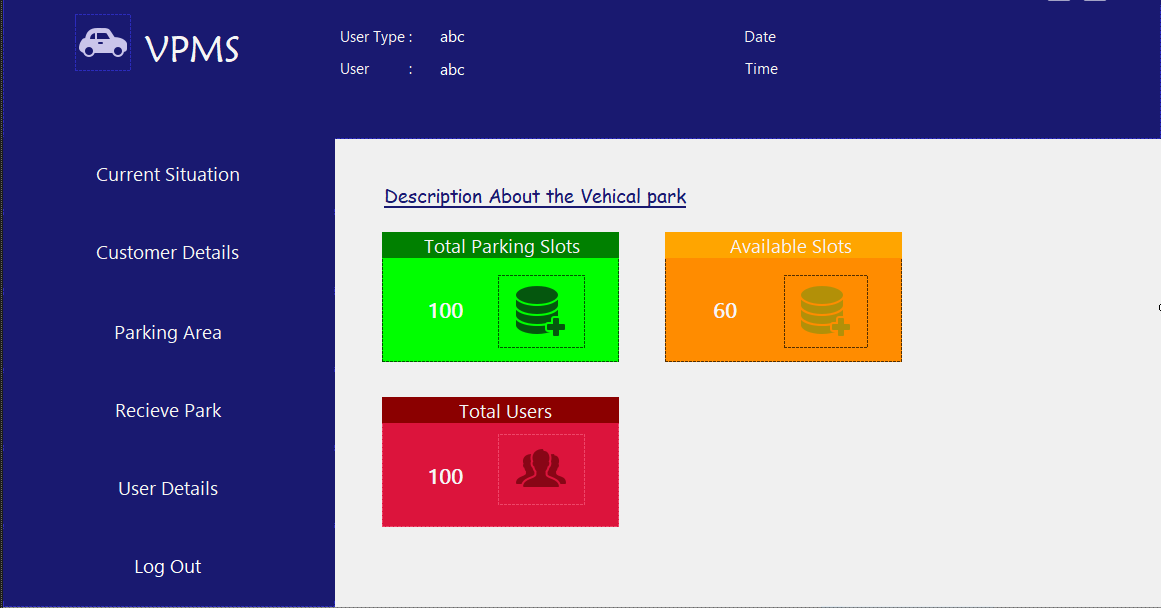 VPMS
User Type : abc
User : abc
Date
Time
Current Situation
Customer Details
Parking Area
Recieve Park
User Details
Log Out
Description About the Vehical park
Total Parking Slots
100
Available Slots
60
Total Users
100